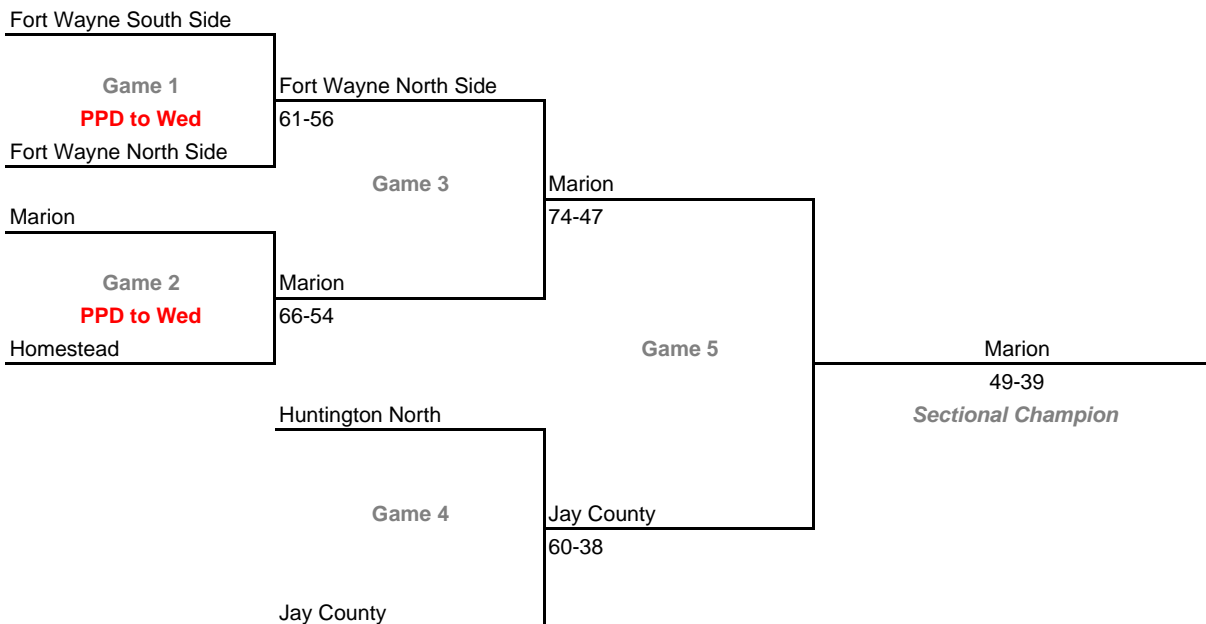 Fort Wayne South Side
Game 1
Fort Wayne North Side
PPD to Wed
61-56
Fort Wayne North Side
Game 3
Marion
Marion
74-47
Game 2
Marion
PPD to Wed
66-54
Homestead
Game 5
Marion
49-39
Huntington North
Sectional Champion
Game 4
Jay County
60-38
Jay County